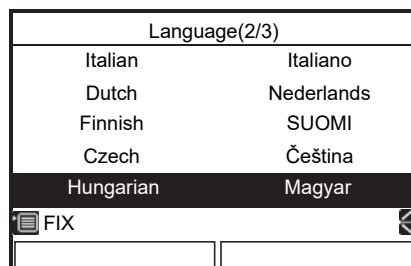 Language(2/3)
Italian Italiano
Dutch Nederlands
Finnish SUOMI
Czech Čeština
Hungarian Magyar
FIX